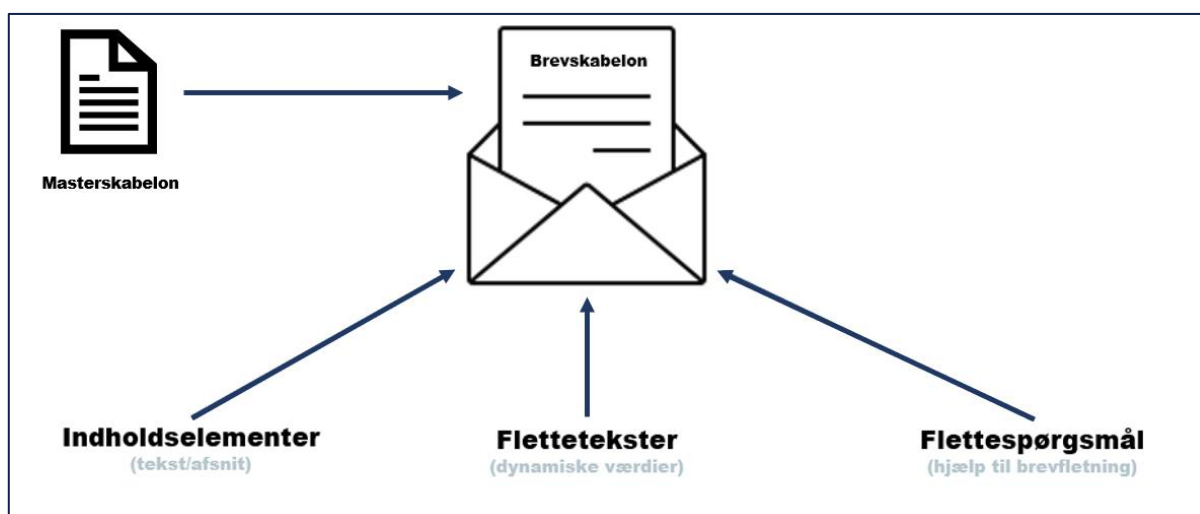 Brevskabelon
Masterskabelon
Indholdselementer
(tekst/afsnit)
Flettetekster
(dynamiske værdier)
Flettespørgsmål
(hjælp til brevfletning)